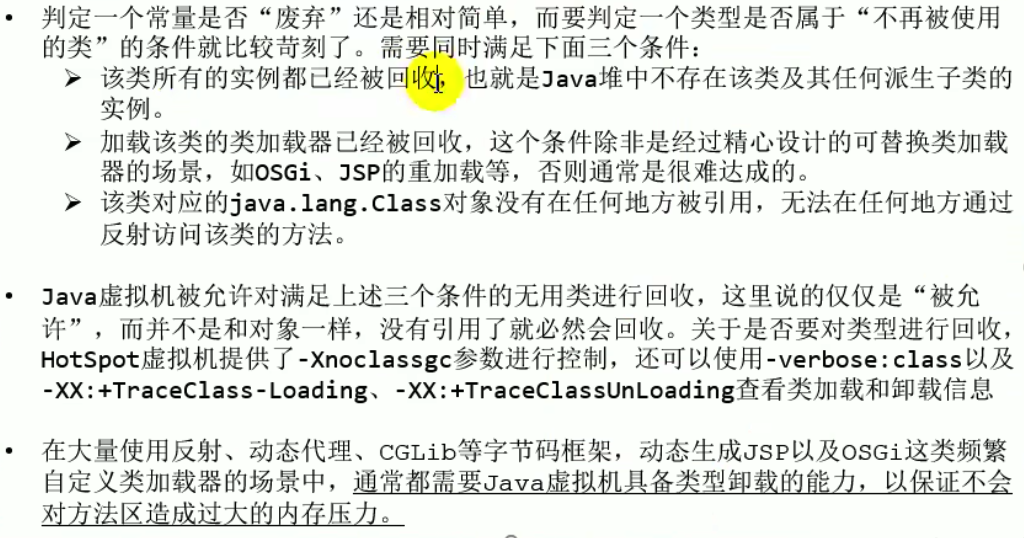 • 判定一个常量是否“废弃”还是相对简单，而要判定一个类型是否属于“不再被使用
的类”的条件就比较苛刻了。需要同时满足下面三个条件：
➢ 该类所有的实例都已经被回收，也就是Java堆中不存在该类及其任何派生子类的
实例。
➢ 加载该类的类加载器已经被回收，这个条件除非是经过精心设计的可替换类加载
器的场景，如OSGi、JSP的重加载等，否则通常是很难达成的。
➢ 该类对应的java.lang.Class对象没有在任何地方被引用，无法在任何地方通过
反射访问该类的方法。
• Java虚拟机被允许对满足上述三个条件的无用类进行回收，这里说的仅仅是“被允
许”，而并不是和对象一样，没有引用了就必然会回收。关于是否要对类型进行回收，
HotSpot虚拟机提供了-Xnoclassgc参数进行控制，还可以使用-verbose:class以及
-XX:+TraceClass-Loading、-XX:+TraceClassUnLoading查看类加载和卸载信息
• 在大量使用反射、动态代理、CGLib等字节码框架，动态生成JSP以及OSGi这类频繁
自定义类加载器的场景中，通常都需要Java虚拟机具备类型卸载的能力，以保证不会
对方法区造成过大的内存压力。